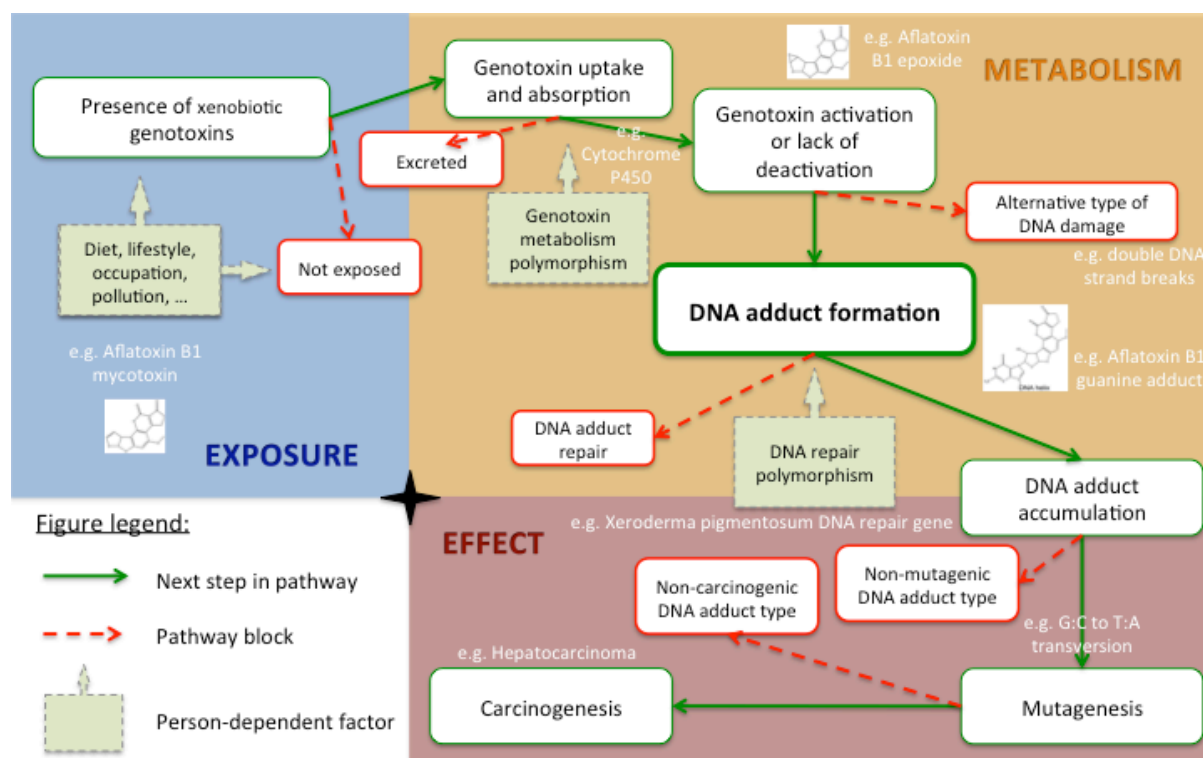 e.g. Aflatoxin
B1 epoxide
METABOLISM
Genotoxin uptake
and absorption
Presence of xenobiotic
genotoxins
Genotoxin activation
or lack of
deactivation
e.g.
Cytochrome
P450
Excreted
Alternative type of
DNA damage
Genotoxin
metabolism
polymorphism
Diet, lifestyle,
occupation,
pollution, ...
Not exposed
e.g. double DNA
strand breaks
DNA adduct formation
e.g. Aflatoxin B1
mycotoxin
e.g. Aflatoxin B1
guanine adduct
DNA helix
DNA adduct
repair
DNA repair
polymorphism
EXPOSURE
DNA adduct
accumulation
Figure legend:
e.g. Xeroderma pigmentosum DNA repair gene
EFFECT
Next step in pathway
Non-carcinogenic
DNA adduct type
Non-mutagenic
DNA adduct type
Pathway block
e.g. G:C to T:A
transversion
e.g. Hepatocarcinoma
Person-dependent factor
Carcinogenesis
Mutagenesis